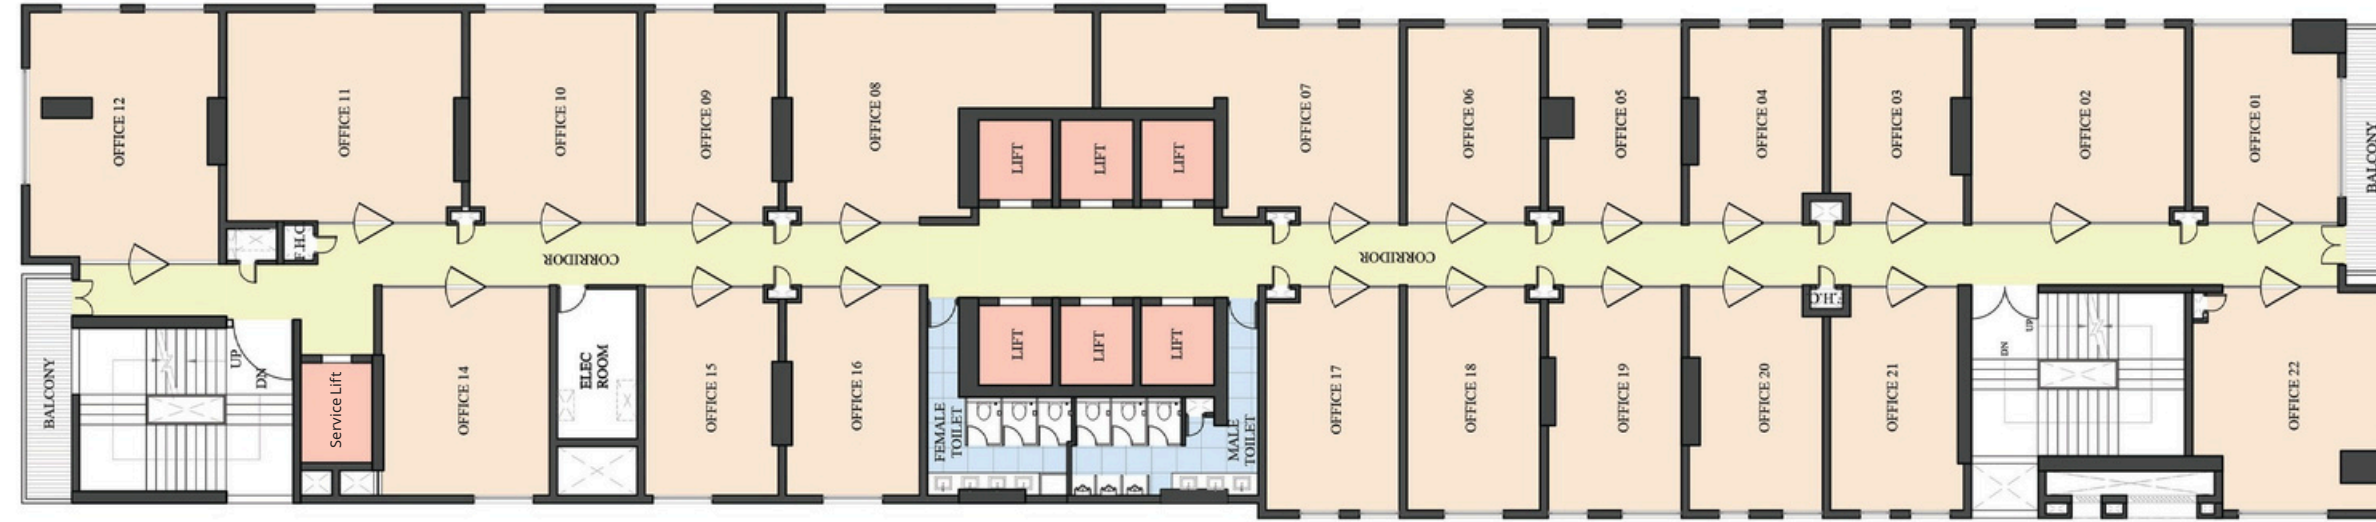 OFFICE 12
OFFICE 11
OFFICE 10
OFFICE 09
OFFICE 08
OFFICE 07
OFFICE 06
OFFICE 05
OFFICE 04
OFFICE 03
OFFICE 02
OFFICE 01
BALCONY
LIFT
LIFT
LIFT
F.H.C
CORRIDOR
CORRIDOR
BALCONY
UP
DN
Service Lift
OFFICE 14
ELEC
ROOM
OFFICE 15
OFFICE 16
FEMALE
TOILET
LIFT
LIFT
LIFT
MALE
TOILET
OFFICE 17
OFFICE 18
OFFICE 19
OFFICE 20
F.H.C
OFFICE 21
DN
UP
OFFICE 22